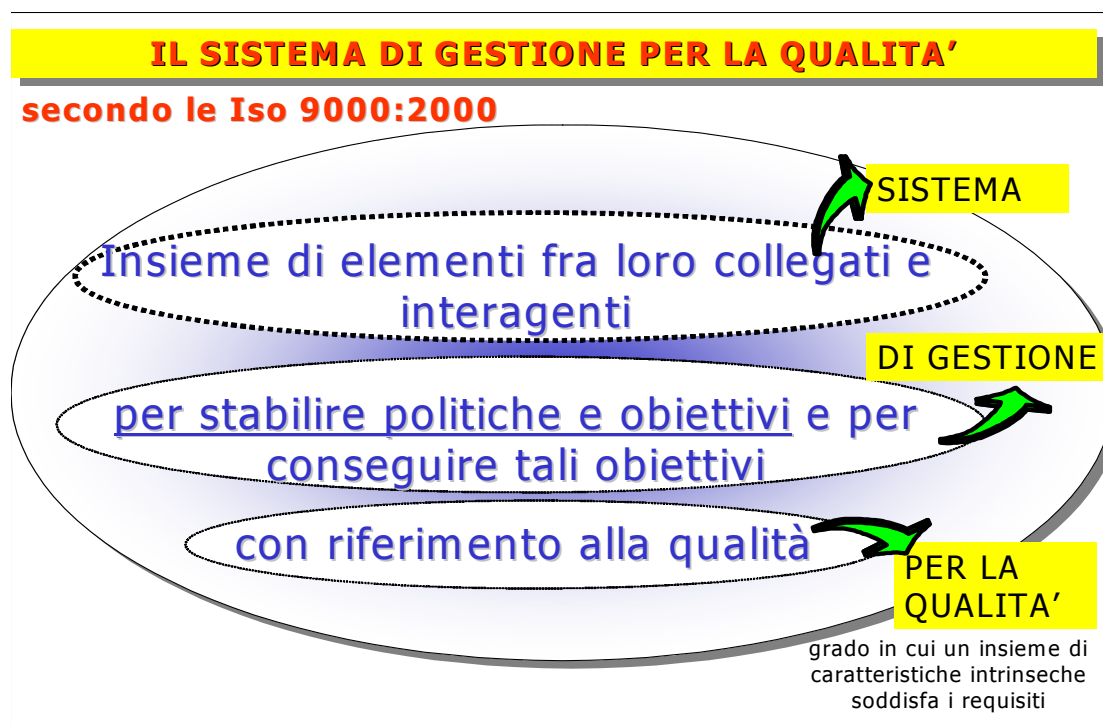 IL SISTEMA DI GESTIONE PER LA QUALITA’
secondo le Iso 9000:2000
SISTEMA
Insieme di elementi fra loro collegati e
interagenti
DI GESTIONE
per stabilire politiche e obiettivi e per
conseguire tali obiettivi
con riferimento alla qualità
PER LA
QUALITA’
grado in cui un insieme di
caratteristiche intrinseche
soddisfa i requisiti